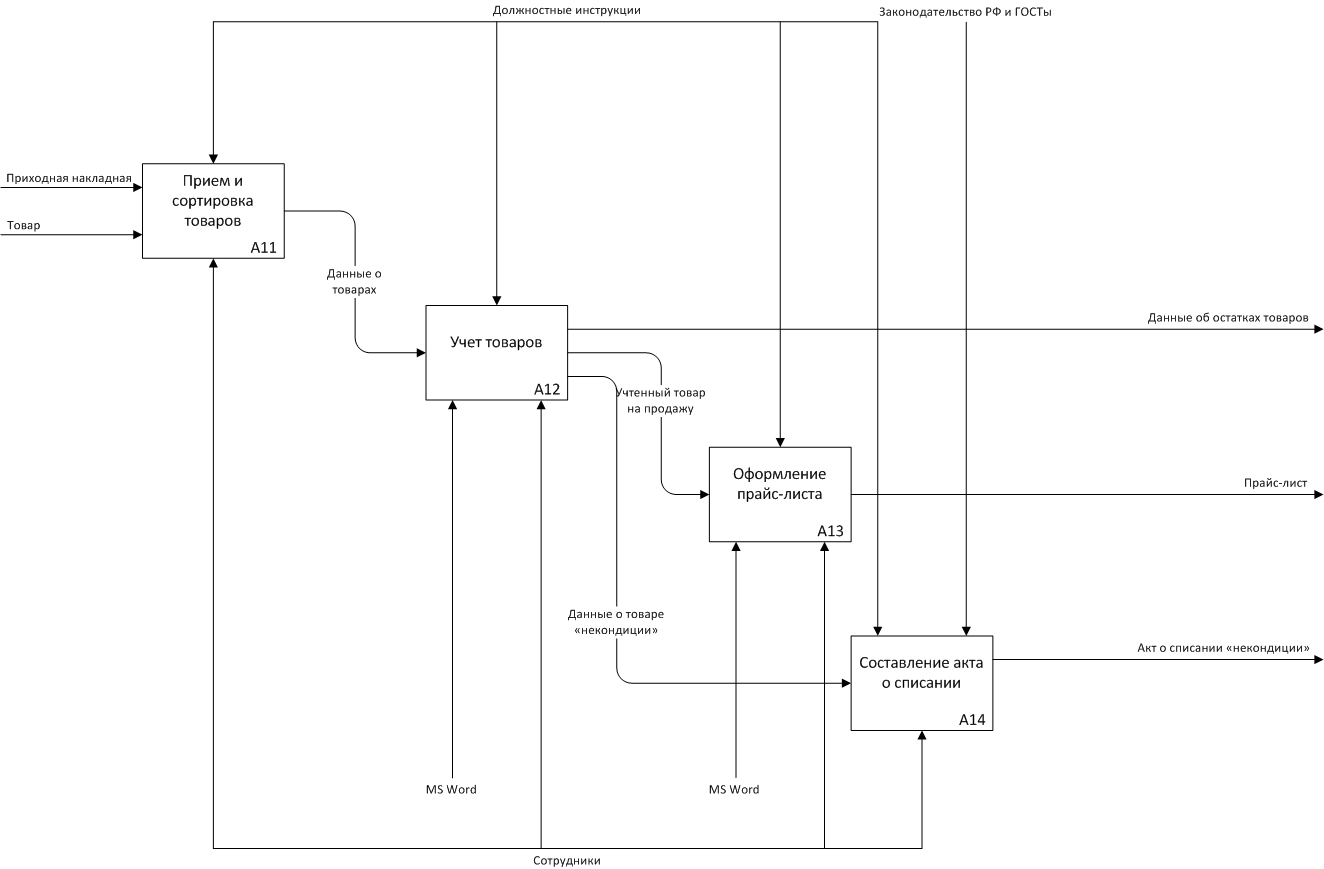 Должностные инструкции
Законодательство РФ и ГОСТы
Приходная накладная
Товар
Прием и
сортировка
товаров
A11
Данные о
товарах
Учет товаров
A12
Данные об остатках товаров
Учтенный товар
на продажу
Оформление
прайс-листа
A13
Прайс-лист
Данные о товаре
«некондиции»
Составление акта
о списании
A14
Акт о списании «некондиции»
MS Word
MS Word
Сотрудники